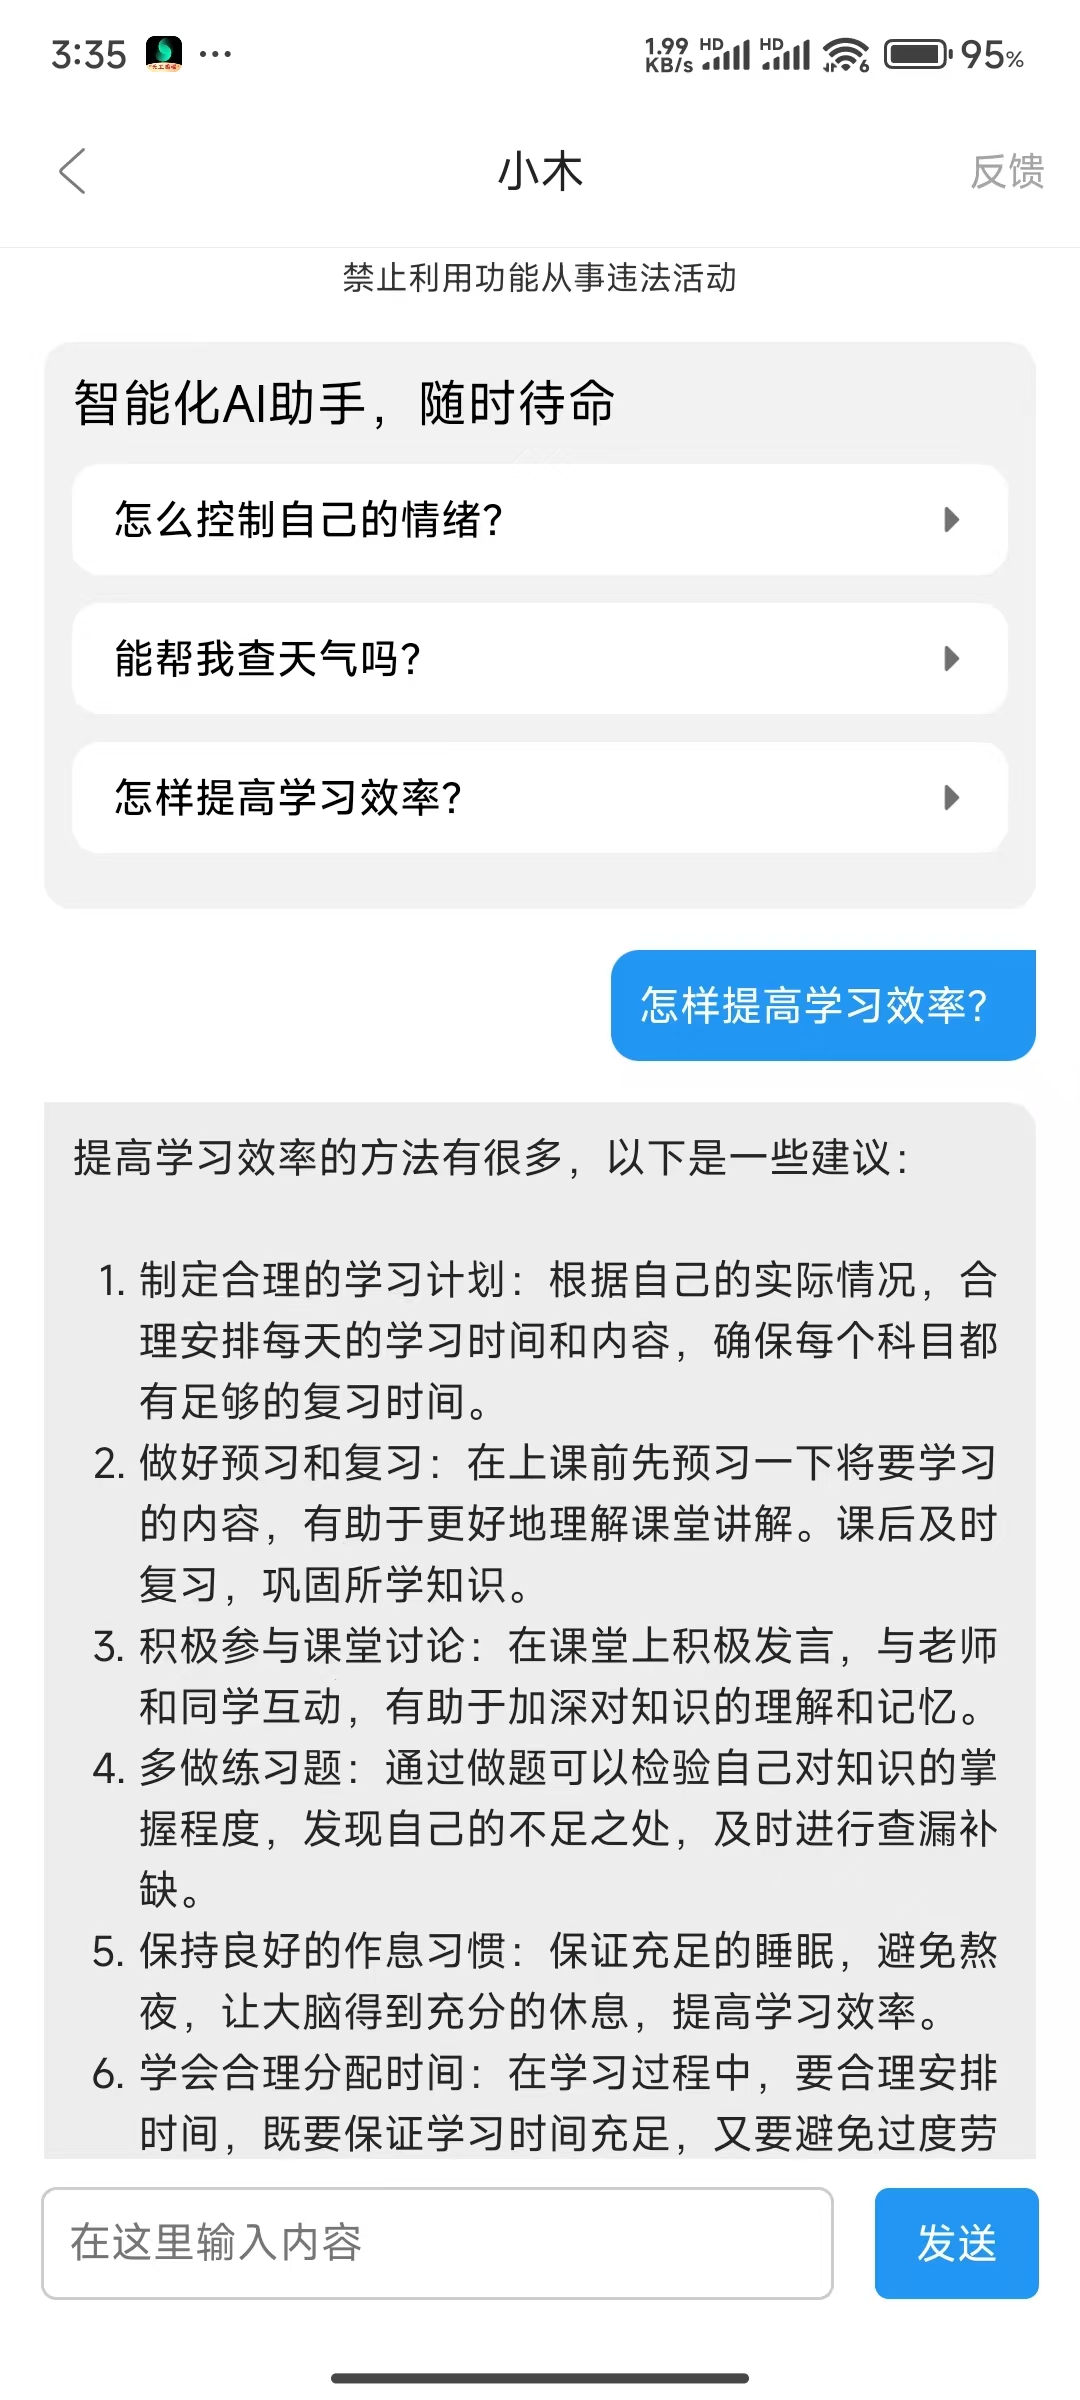 3:35
1.99 KB/s HD HD 6 95%
小木
反馈
禁止利用功能从事违法活动
智能化AI助手，随时待命
怎么控制自己的情绪？
能帮我查天气吗？
怎样提高学习效率？
怎样提高学习效率？
提高学习效率的方法有很多，以下是一些建议：
1. 制定合理的学习计划：根据自己的实际情况，合
理安排每天的学习时间和内容，确保每个科目都
有足够的复习时间。
2. 做好预习和复习：在上课前先预习一下将要学习
的内容，有助于更好地理解课堂讲解。课后及时
复习，巩固所学知识。
3. 积极参与课堂讨论：在课堂上积极发言，与老师
和同学互动，有助于加深对知识的理解和记忆。
4. 多做练习题：通过做题可以检验自己对知识的掌
握程度，发现自己的不足之处，及时进行查漏补
缺。
5. 保持良好的作息习惯：保证充足的睡眠，避免熬
夜，让大脑得到充分的休息，提高学习效率。
6. 学会合理分配时间：在学习过程中，要合理安排
时间，既要保证学习时间充足，又要避免过度劳
在这里输入内容
发送